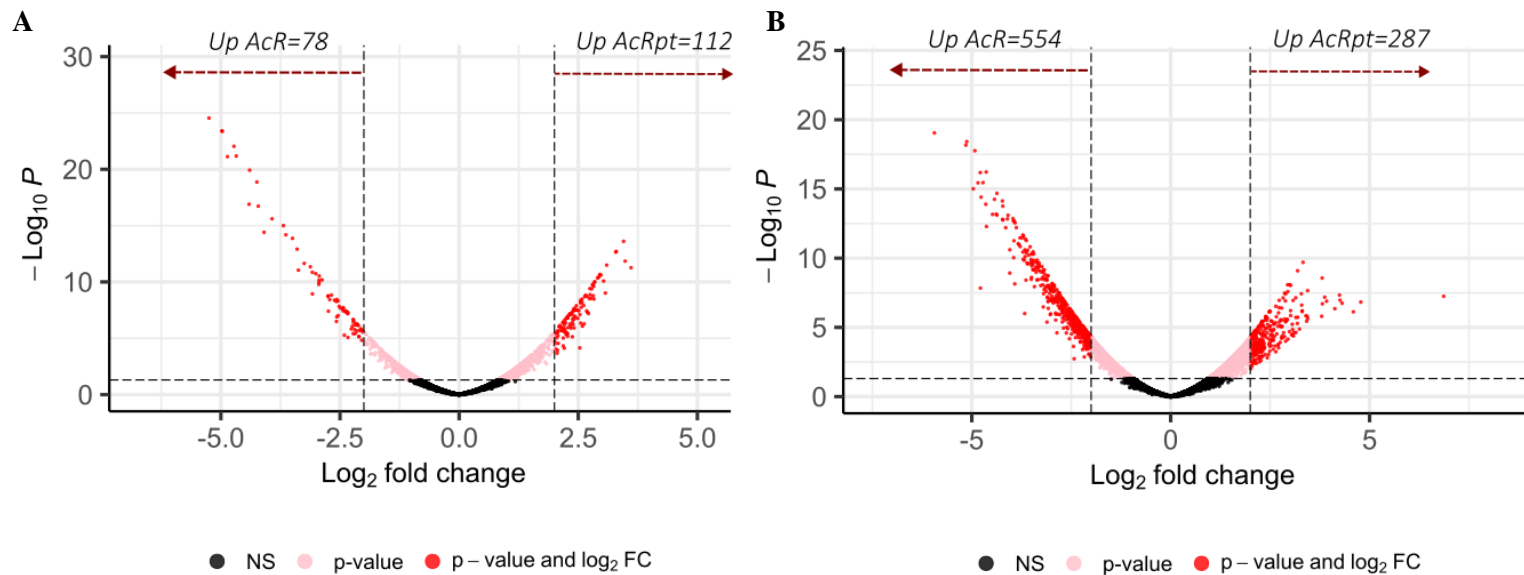 A
Up AcR=78
Up AcRpt=112
30
20
10
0
– Log10 P
-5.0
-2.5
0.0
2.5
5.0
Log2 fold change
NS
p-value
p – value and log2 FC
B
Up AcR=554
Up AcRpt=287
25
20
15
10
5
0
– Log10 P
-5
0
5
Log2 fold change
NS
p-value
p – value and log2 FC